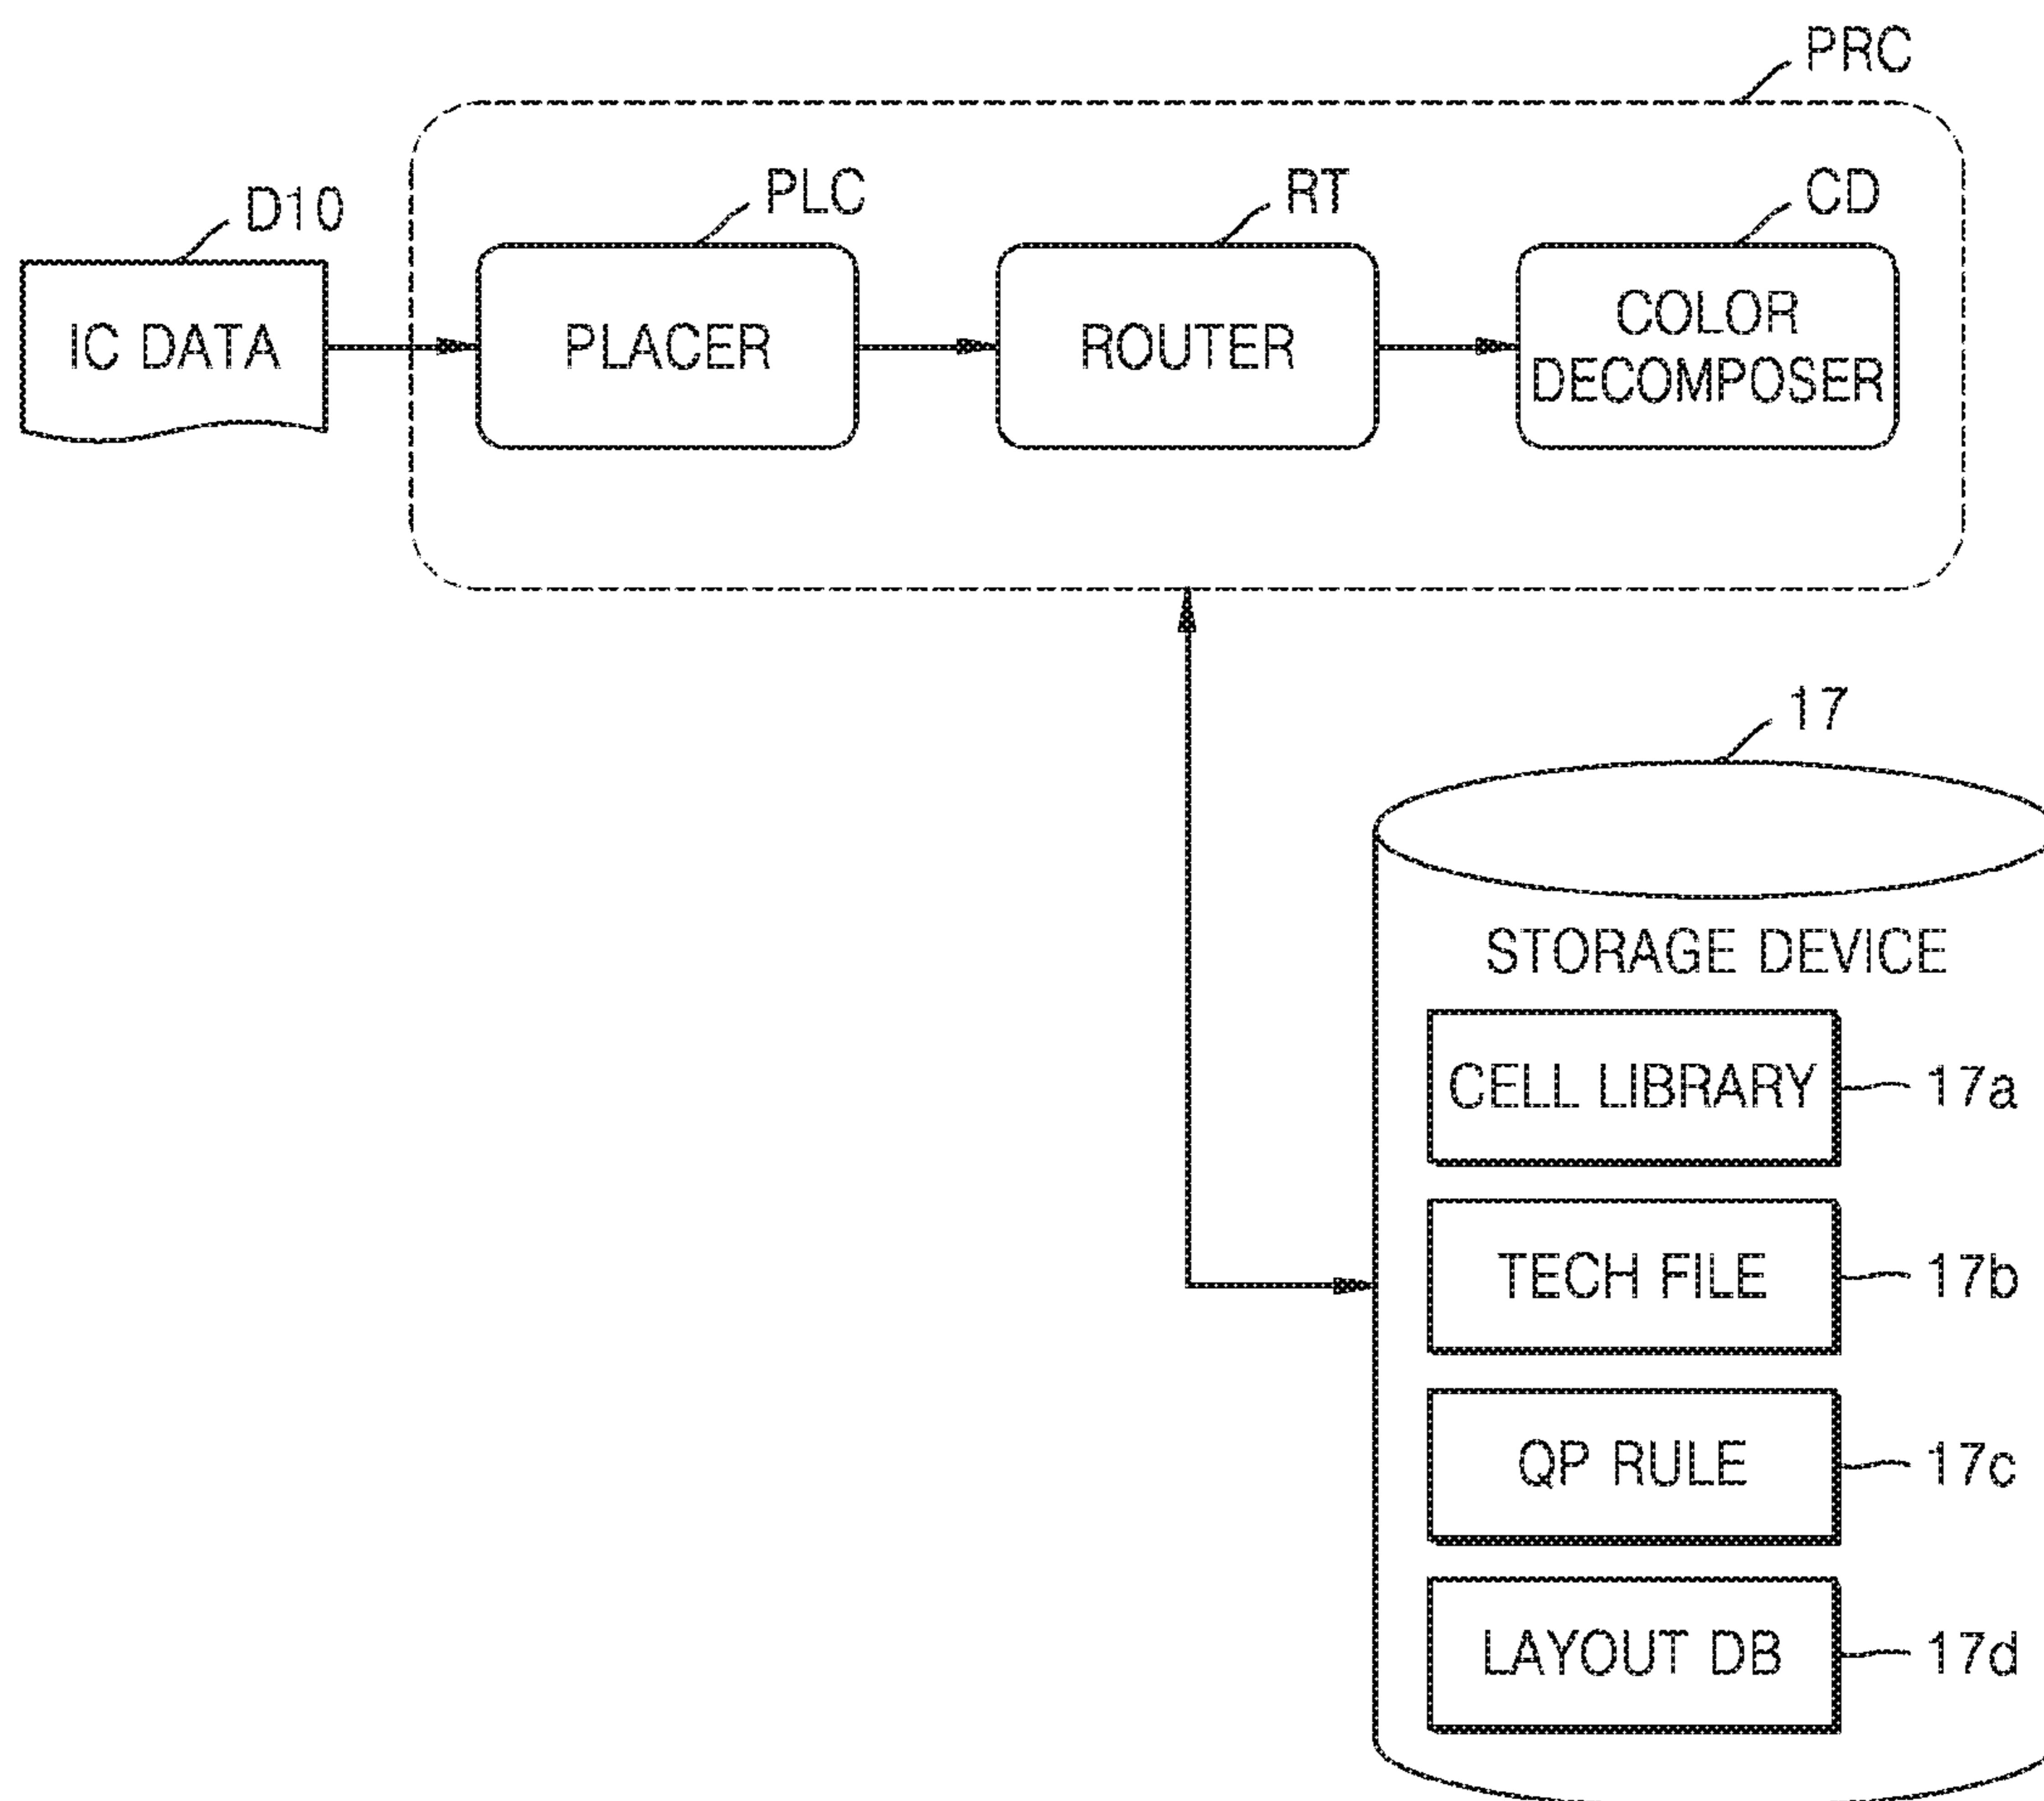 PRC
D10
PLC
RT
CD
IC DATA
PLACER
ROUTER
COLOR
DECOMPOSER
17
STORAGE DEVICE
CELL LIBRARY
17a
TECH FILE
17b
QP RULE
17c
LAYOUT DB
17d